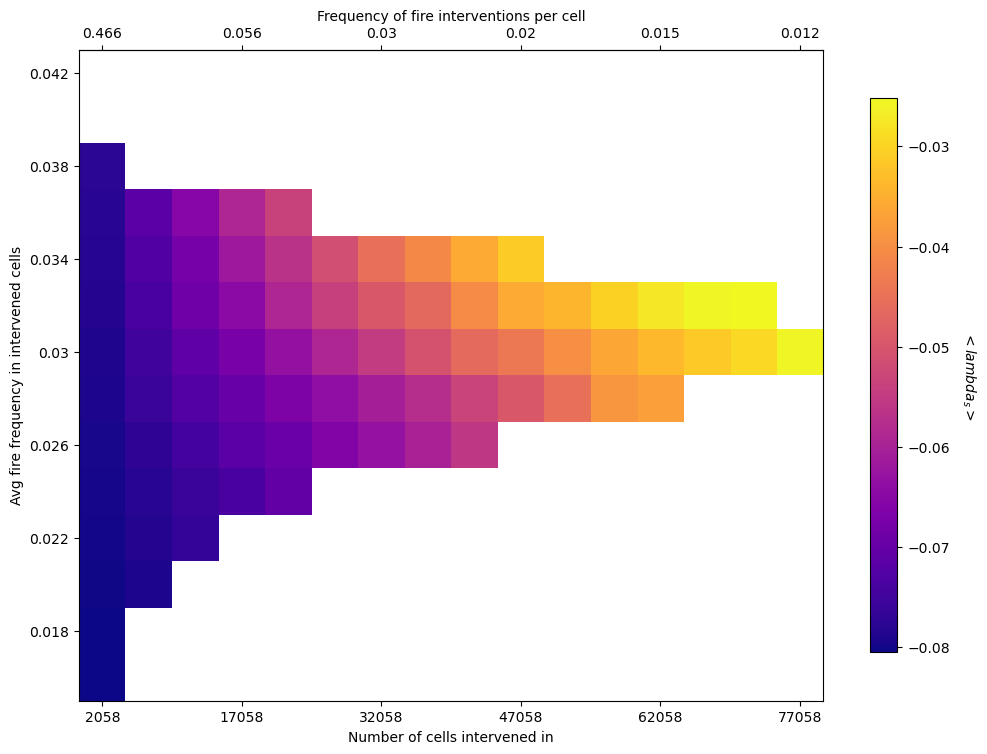 Frequency of fire interventions per cell
0.466 0.056 0.03 0.02 0.015 0.012
0.042
0.038
0.034
0.03
0.026
0.022
0.018
Avg fire frequency in intervened cells
2058 17058 32058 47058 62058 77058
Number of cells intervened in
−0.03
−0.04
−0.05
−0.06
−0.07
−0.08
< lambda_s >